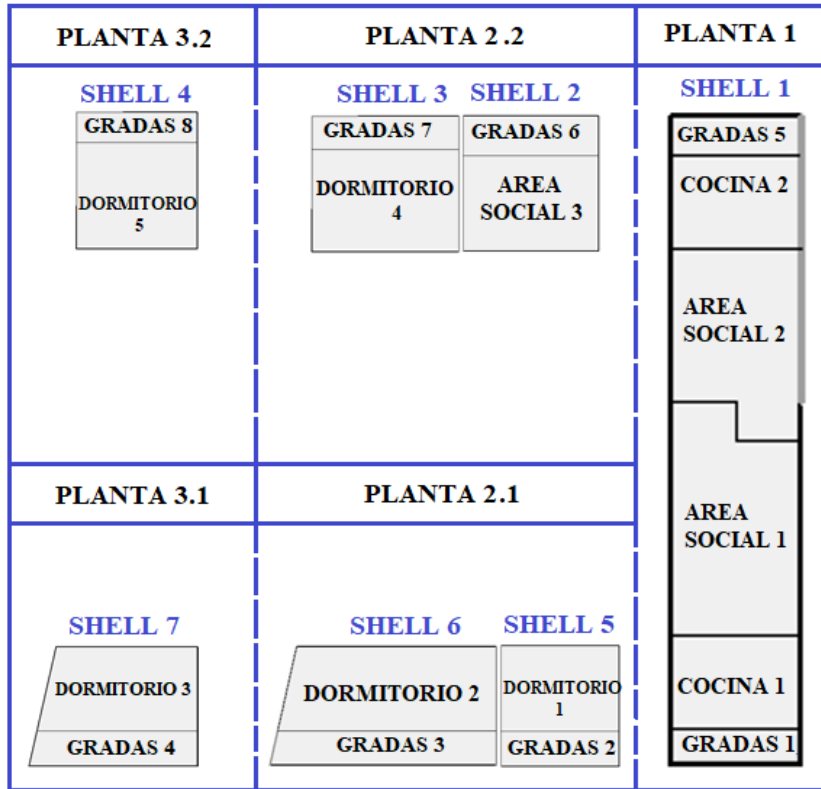 PLANTA 3.2
PLANTA 2.2
PLANTA 1
SHELL 4
SHELL 3
SHELL 2
SHELL 1
GRADAS 8
DORMITORIO
5
GRADAS 7
DORMITORIO
4
GRADAS 6
AREA
SOCIAL 3
GRADAS 5
COCINA 2
AREA
SOCIAL 2
AREA
SOCIAL 1
COCINA 1
GRADAS 1
PLANTA 3.1
PLANTA 2.1
SHELL 7
SHELL 6
SHELL 5
DORMITORIO 3
GRADAS 4
DORMITORIO 2
GRADAS 3
DORMITORIO
1
GRADAS 2